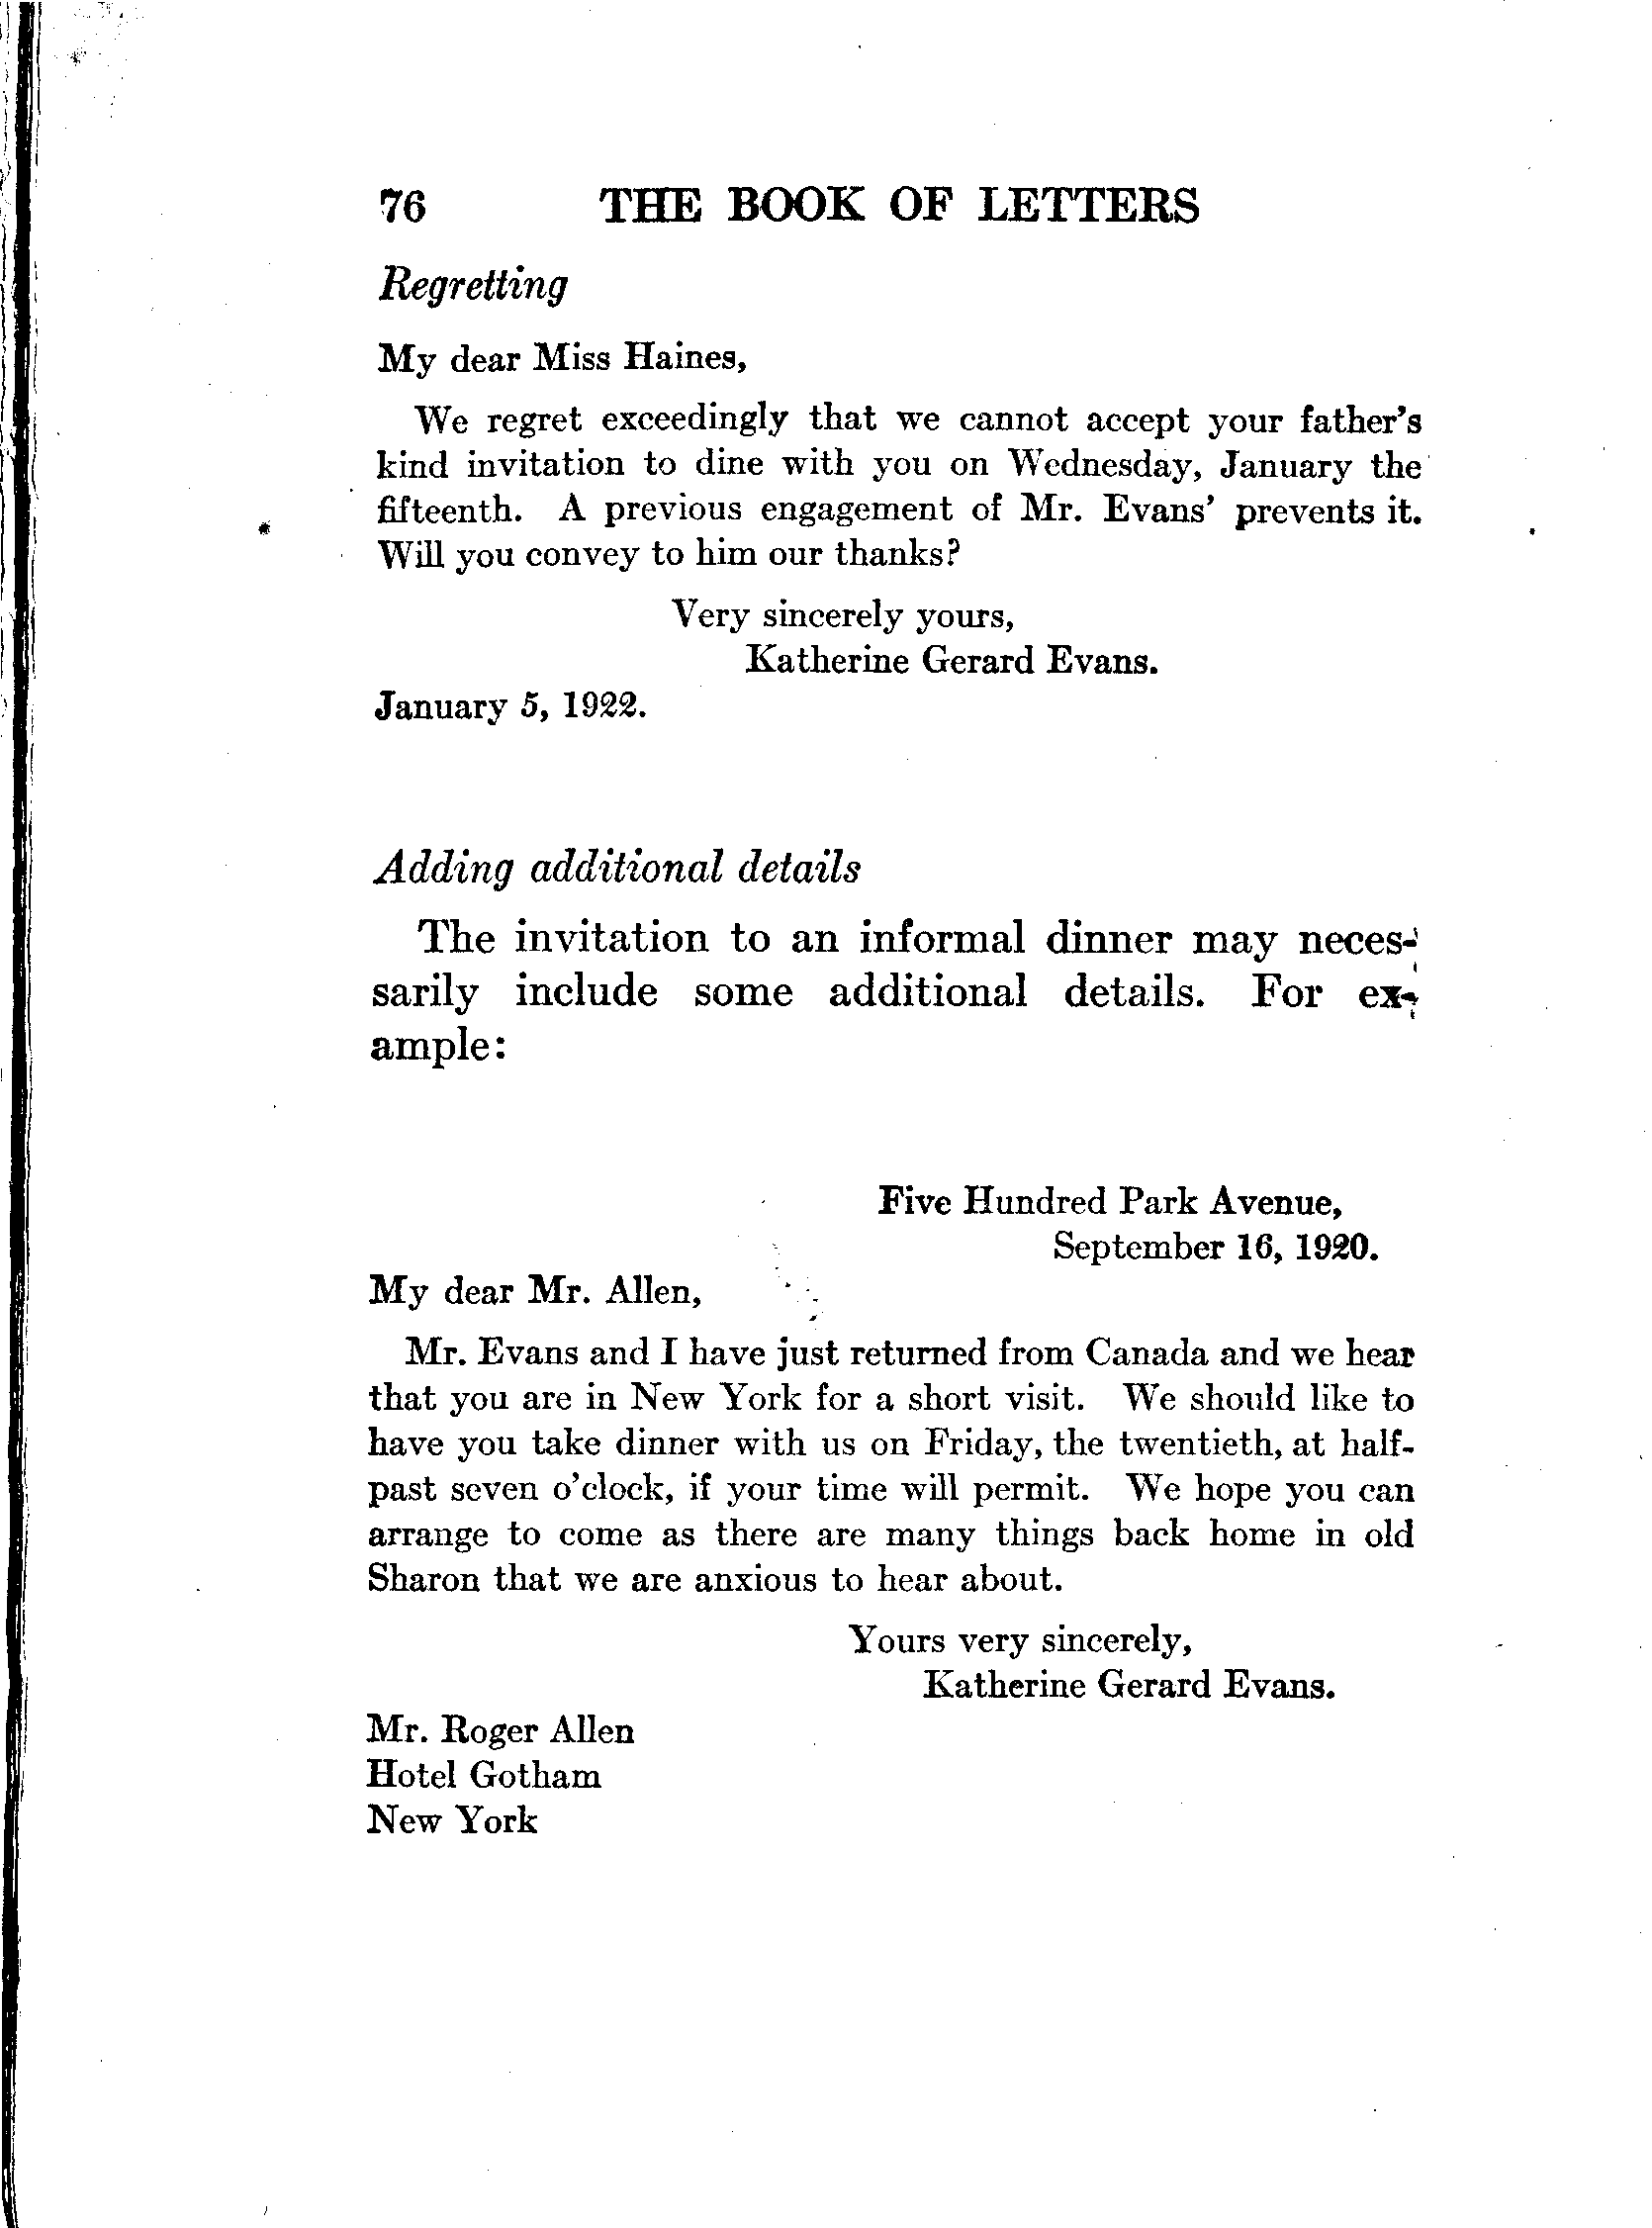 76 THE BOOK OF LETTERS
Regretting
My dear Miss Haines,
We regret exceedingly that we cannot accept your father's
kind invitation to dine with you on Wednesday, January the
fifteenth. A previous engagement of Mr. Evans' prevents it.
Will you convey to him our thanks?
Very sincerely yours,
Katherine Gerard Evans.
January 5, 1922.
Adding additional details
The invitation to an informal dinner may neces-
sarily include some additional details. For ex-
ample:
Five Hundred Park Avenue,
September 16, 1920.
My dear Mr. Allen,
Mr. Evans and I have just returned from Canada and we hear
that you are in New York for a short visit. We should like to
have you take dinner with us on Friday, the twentieth, at half-
past seven o'clock, if your time will permit. We hope you can
arrange to come as there are many things back home in old
Sharon that we are anxious to hear about.
Yours very sincerely,
Katherine Gerard Evans.
Mr. Roger Allen
Hotel Gotham
New York